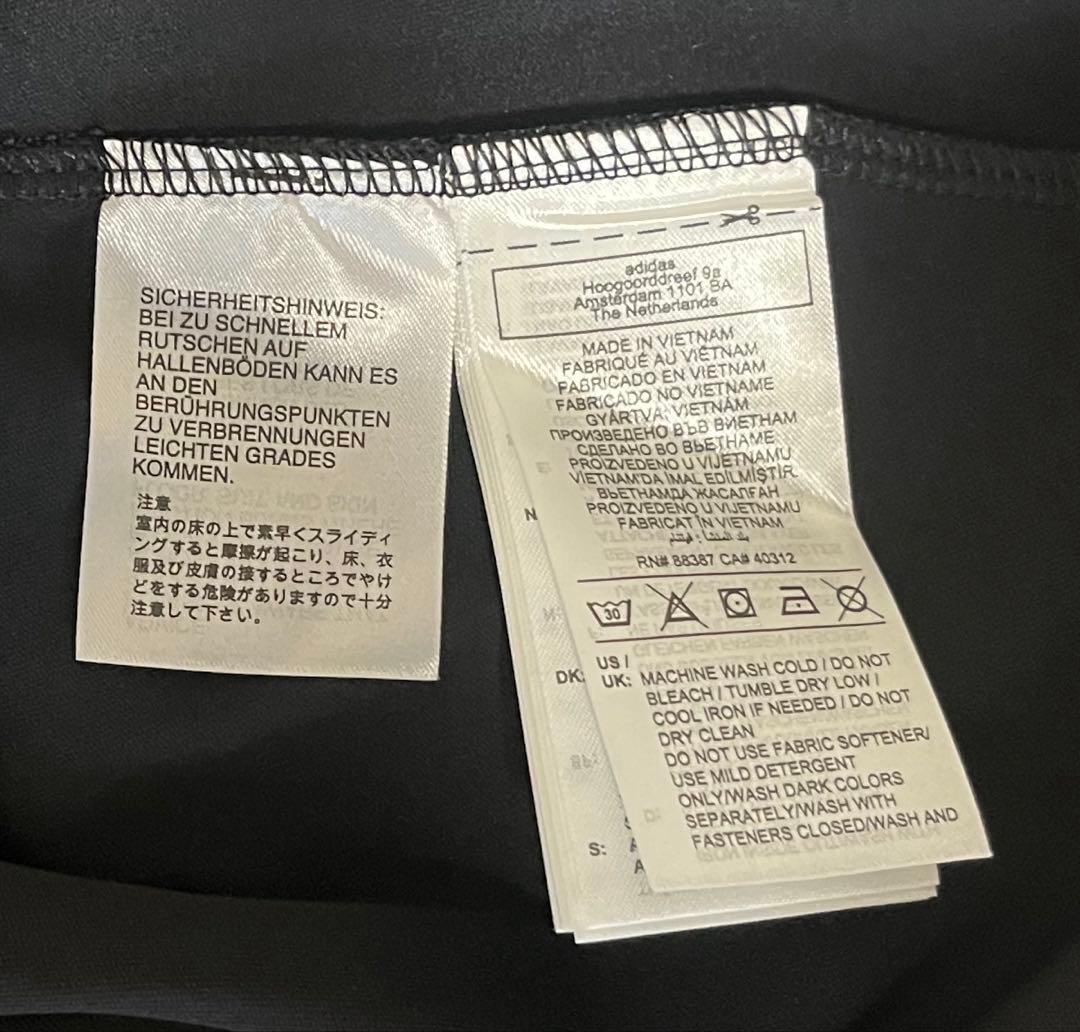 SICHERHEITSHINWEIS:
BEI ZU SCHNELLEM
RUTSCHEN AUF
HALLENBÖDEN KANN ES
AN DEN
BERÜHRUNGSPUNKTEN
ZU VERBRENNUNGEN
LEICHTEN GRADES
KOMMEN.
注意
室内の床の上で素早くスライディ
ングすると摩擦が起こり、床、衣
服及び皮膚の接するところでやけ
どをする危険がありますので十分
注意して下さい。
adidas
Hoogoorddreef 9a
Amsterdam 1101 BA
The Netherlands
MADE IN VIETNAM
FABRIQUÉ AU VIETNAM
FABRICADO EN VIETNAM
FABRICADO NO VIETNAME
GYÁRTVA: VIETNÁM
ПРОИЗВЕДЕНО ВЪВ ВИЕТНАМ
СДЕЛАНО ВО ВЬЕТНАМЕ
PROIZVEDENO U VIJETNAMU
VIETNAM'DA İMAL EDİLMİŞTİR.
ВЬЕТНАМДА ЖАСАЛҒАН
PROIZVEDENO U VIJETNAMU
FABRICAT ÎN VIETNAM
بلد المنشأ: فيتنام
RN# 88387 CA# 40312
30
US /
UK: MACHINE WASH COLD / DO NOT
BLEACH / TUMBLE DRY LOW /
COOL IRON IF NEEDED / DO NOT
DRY CLEAN
DO NOT USE FABRIC SOFTENER/
USE MILD DETERGENT
ONLY/WASH DARK COLORS
SEPARATELY/WASH WITH
FASTENERS CLOSED/WASH AND
DK:
S: